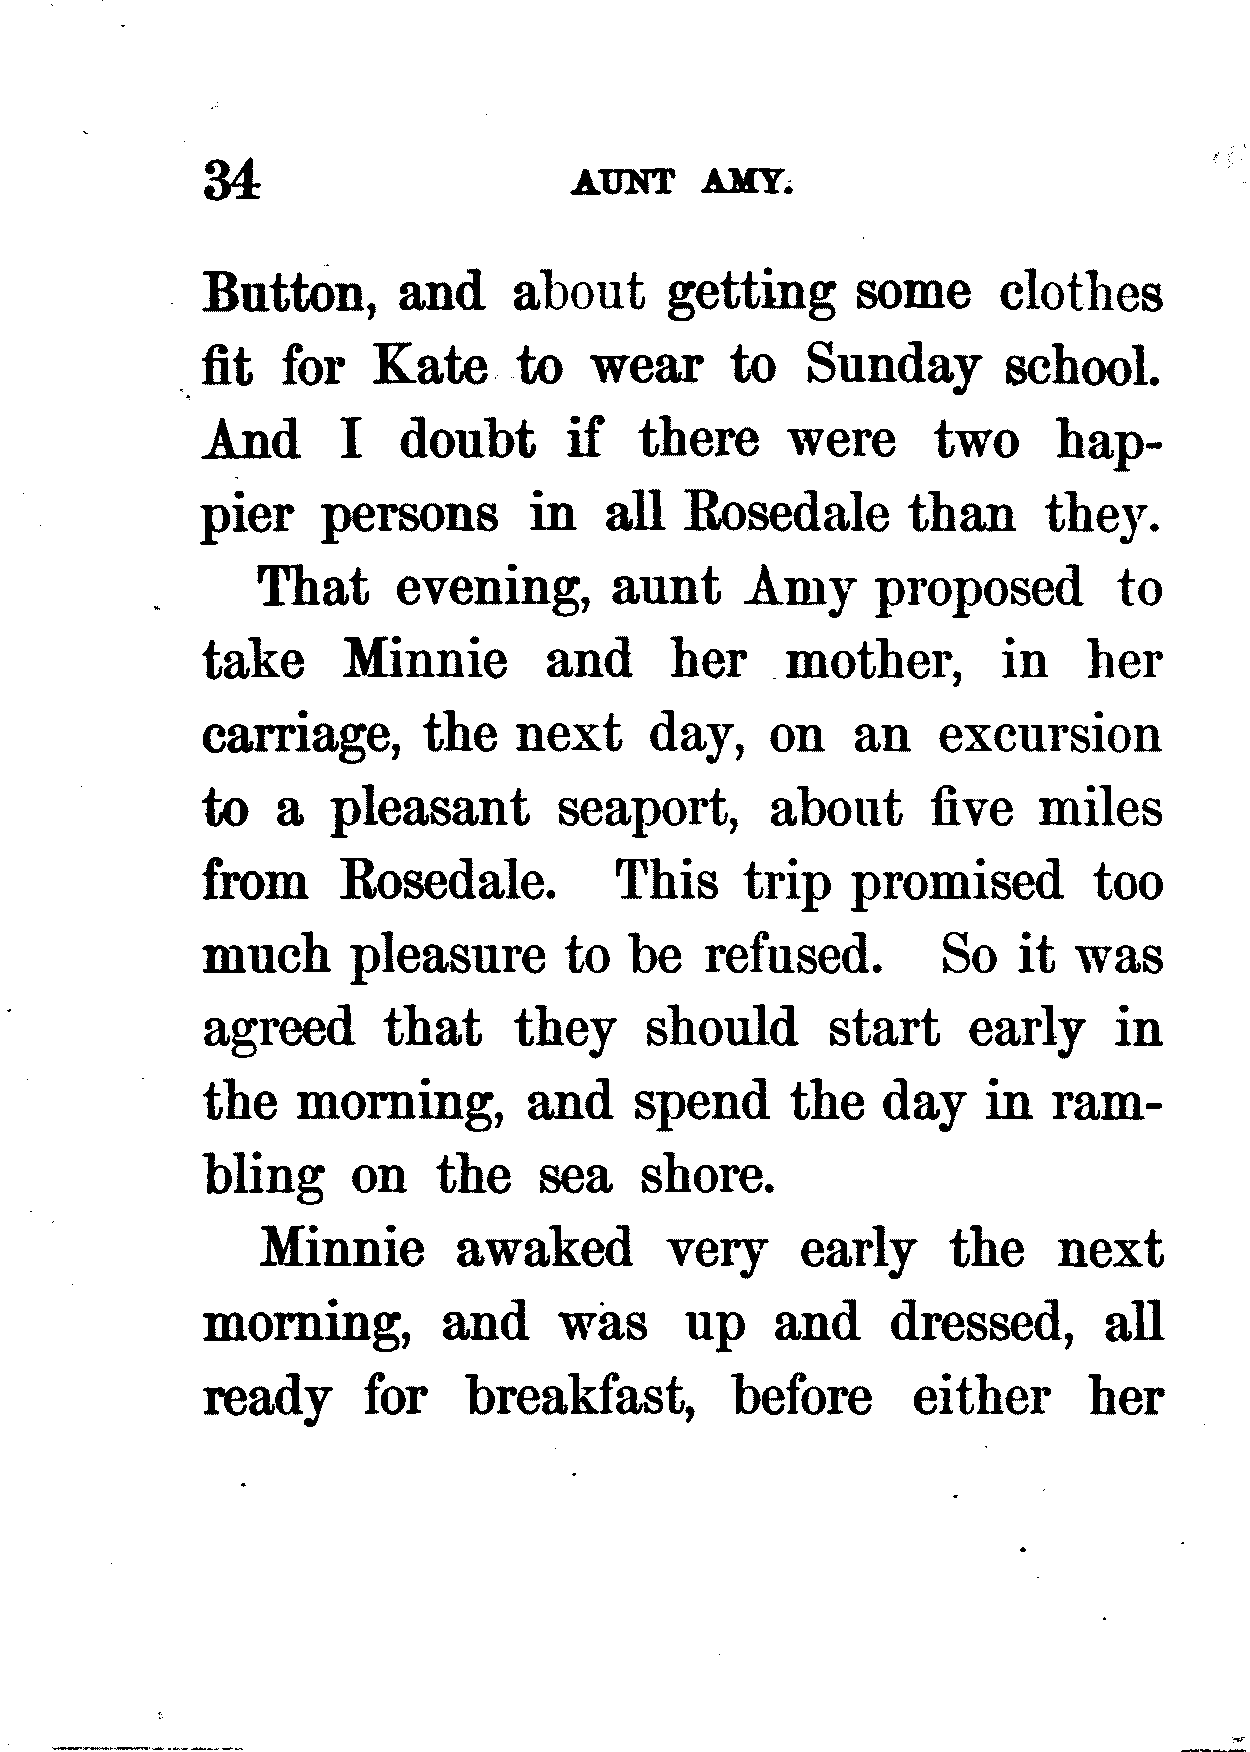 34 AUNT AMY.
Button, and about getting some clothes
fit for Kate to wear to Sunday school.
And I doubt if there were two hap-
pier persons in all Rosedale than they.
That evening, aunt Amy proposed to
take Minnie and her mother, in her
carriage, the next day, on an excursion
to a pleasant seaport, about five miles
from Rosedale. This trip promised too
much pleasure to be refused. So it was
agreed that they should start early in
the morning, and spend the day in ram-
bling on the sea shore.
Minnie awaked very early the next
morning, and was up and dressed, all
ready for breakfast, before either her